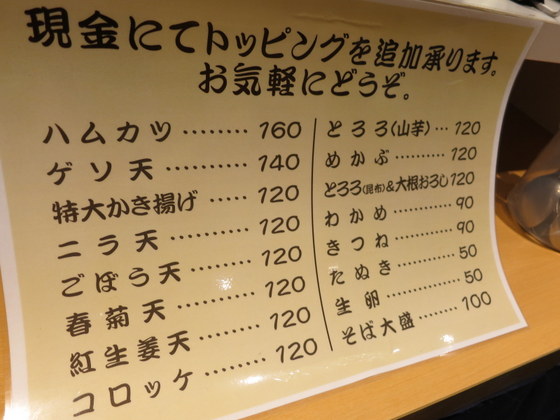 現金にてトッピングを追加承ります。
お気軽にどうぞ。
ハムカツ ……… 160
ゲソ天 ……… 140
特大かき揚げ …… 120
ニラ天 ……… 120
ごぼう天 ……… 120
春菊天 ……… 120
紅生姜天 ……… 120
コロッケ ……… 120
とろろ(山芋) … 120
めかぶ ……… 120
とろろ(昆布)&大根おろし 120
わかめ ……… 90
きつね ……… 90
たぬき ……… 50
生卵 ……… 50
そば大盛 ……… 100